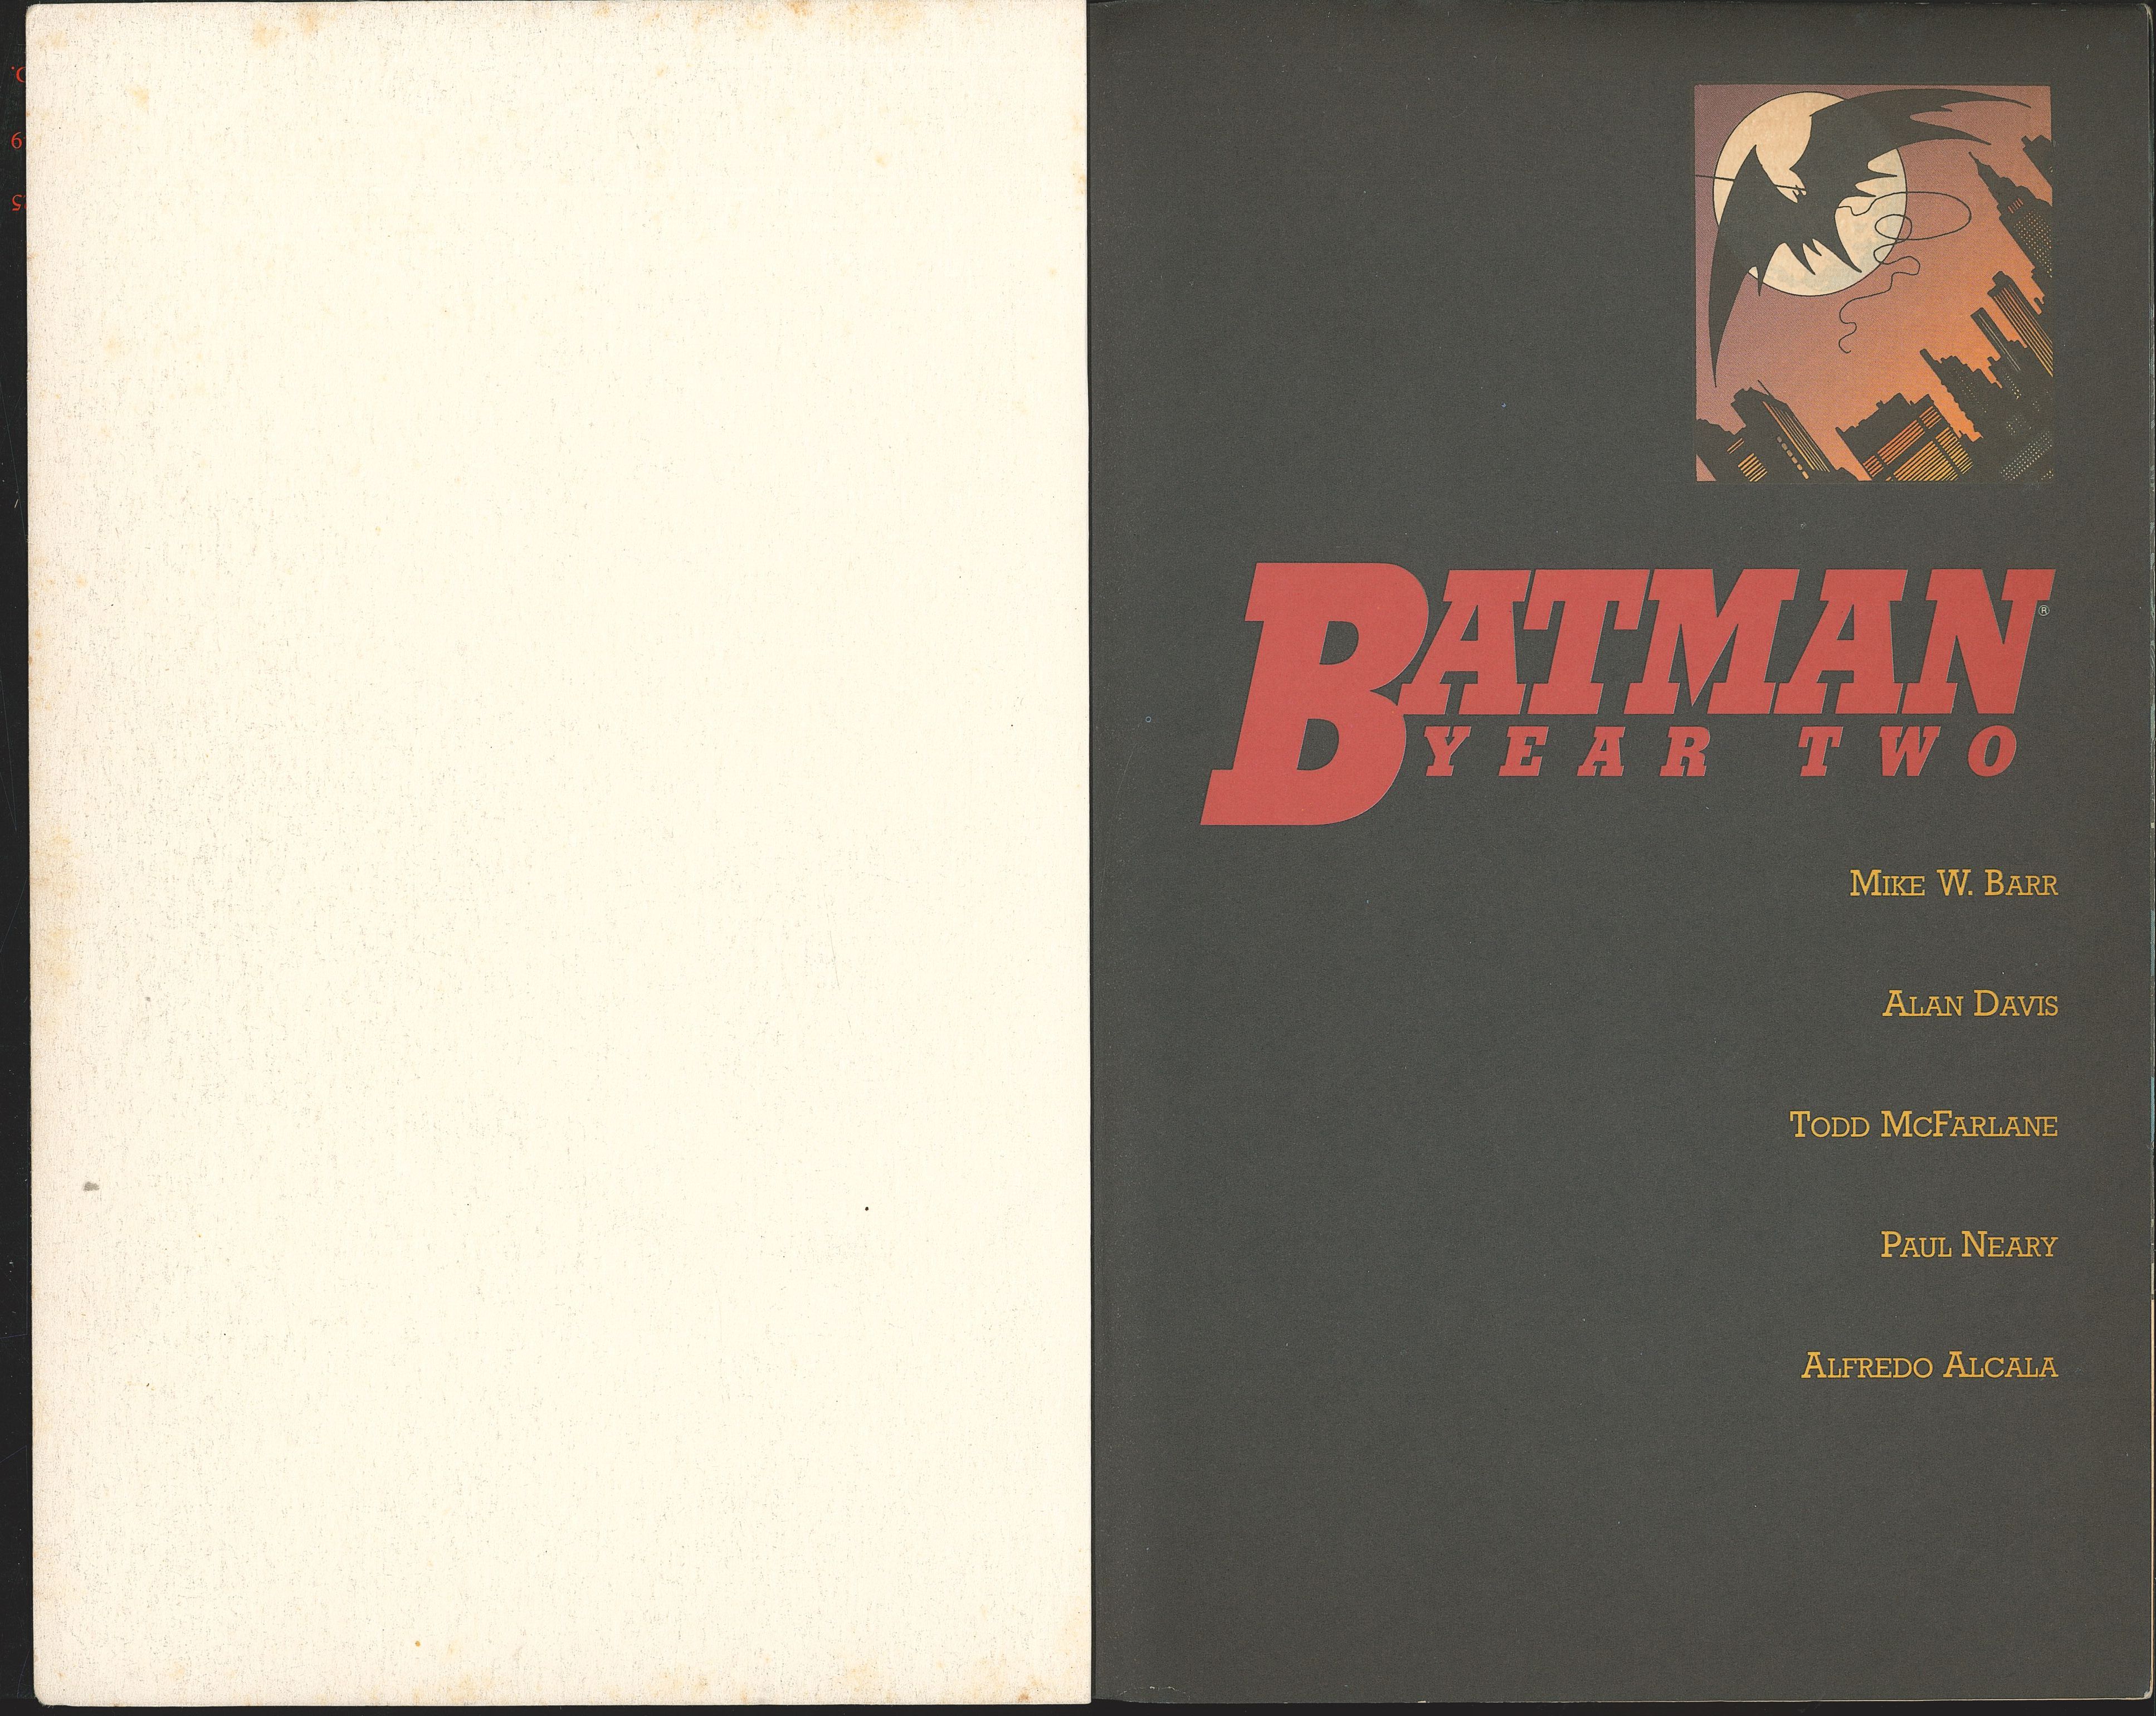 BATMAN®
YEAR TWO
MIKE W. BARR
ALAN DAVIS
TODD MCFARLANE
PAUL NEARY
ALFREDO ALCALA